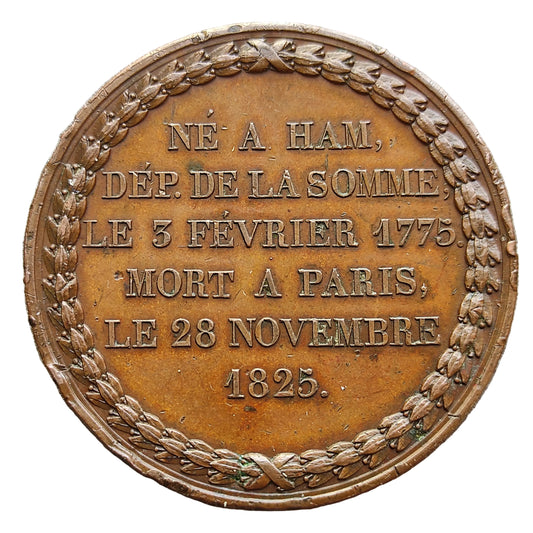 NÉ A HAM,
DÉP. DE LA SOMME,
LE 3 FÉVRIER 1775.
MORT A PARIS,
LE 28 NOVEMBRE
1825.